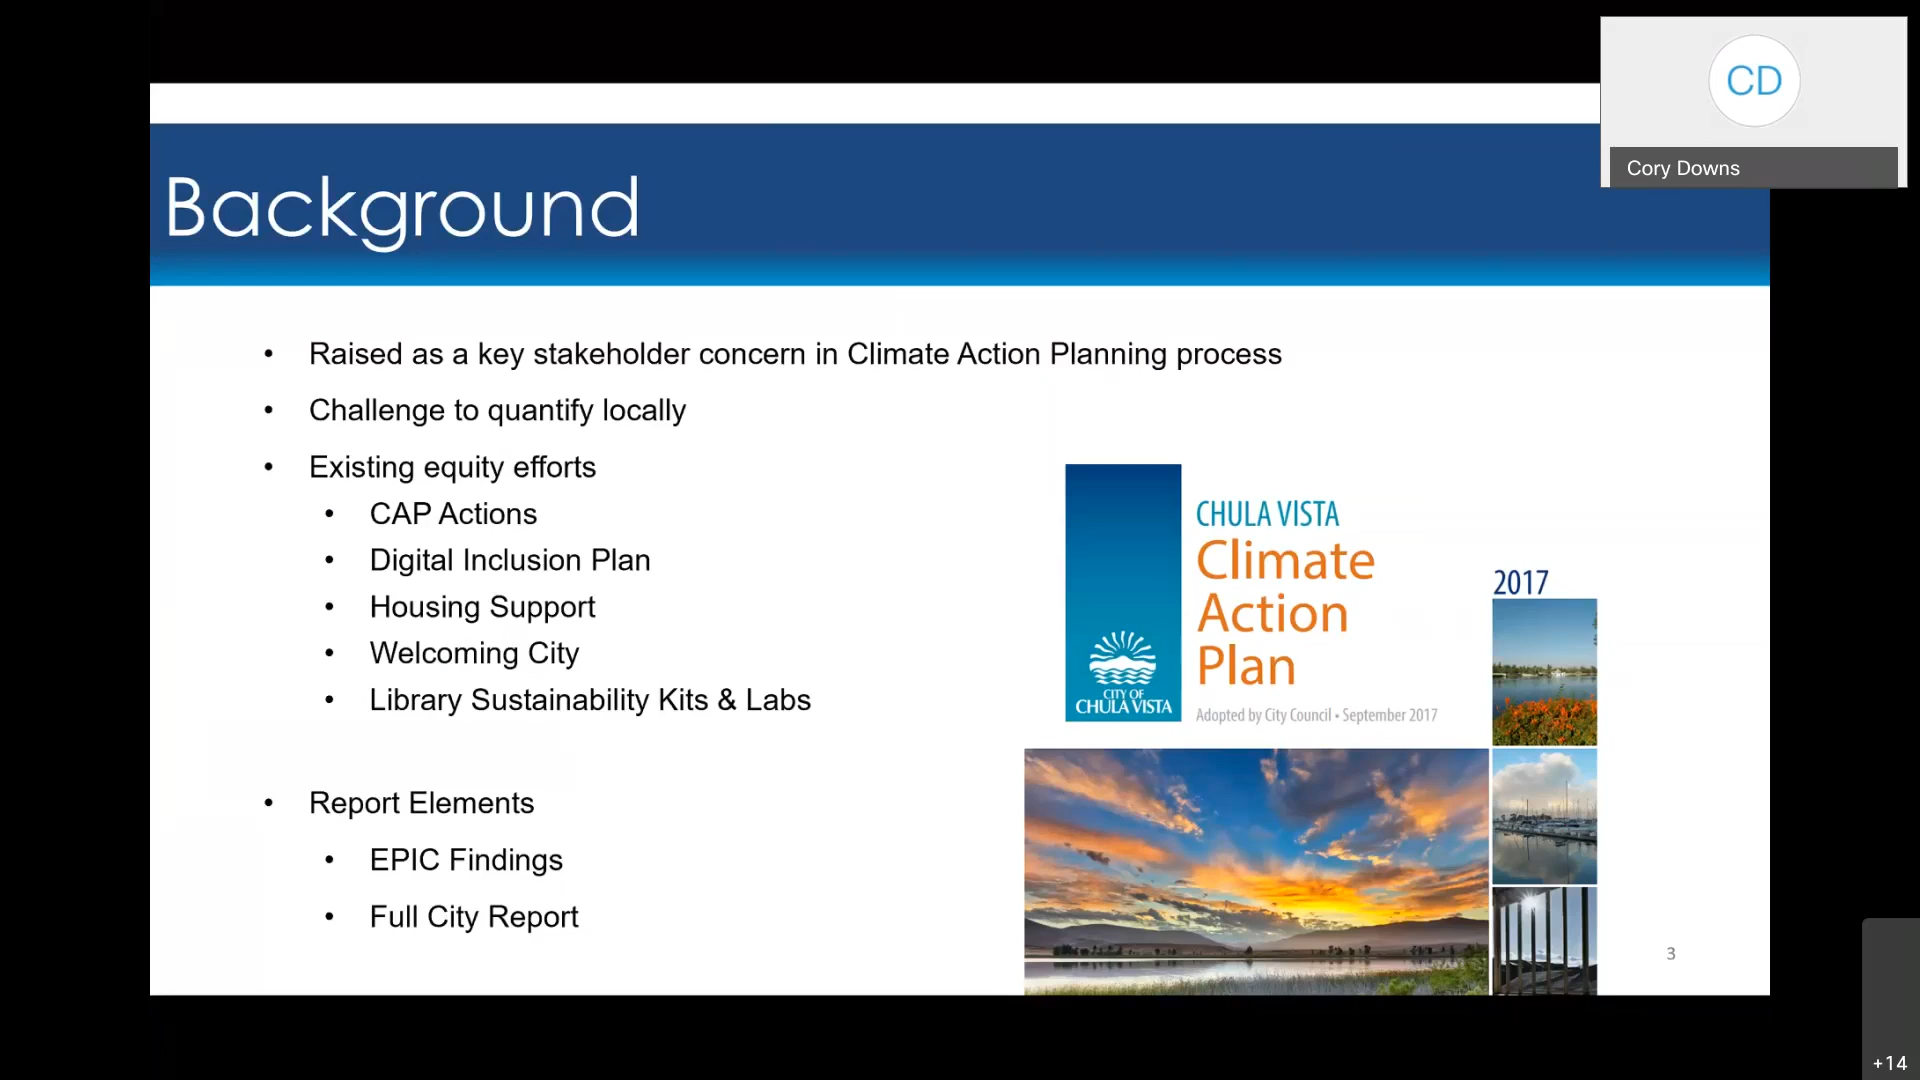 CD
Cory Downs
Background
• Raised as a key stakeholder concern in Climate Action Planning process
• Challenge to quantify locally
• Existing equity efforts
• CAP Actions
• Digital Inclusion Plan
• Housing Support
• Welcoming City
• Library Sustainability Kits & Labs
• Report Elements
• EPIC Findings
• Full City Report
CHULA VISTA
Climate
Action
Plan
Adopted by City Council • September 2017
CITY OF
CHULA VISTA
2017
3
+14